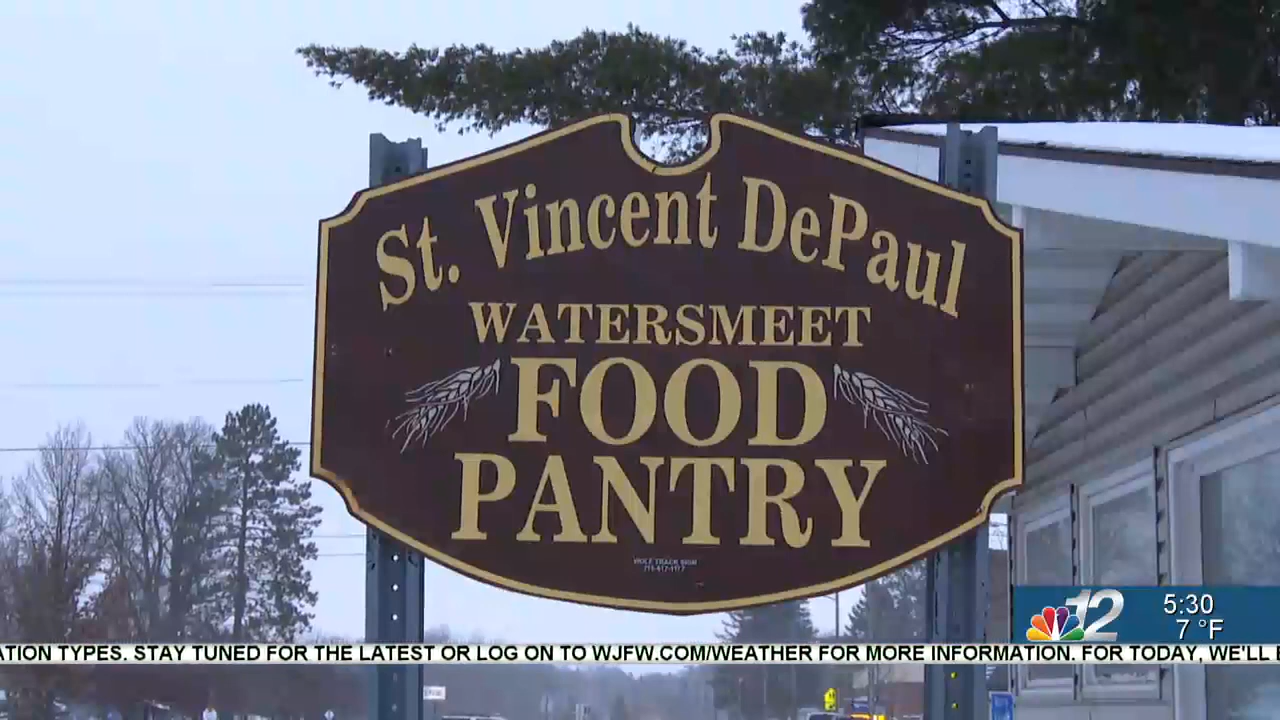 St. Vincent DePaul
WATERSMEET
FOOD
PANTRY
12
5:30
7 °F
ATION TYPES. STAY TUNED FOR THE LATEST OR LOG ON TO WJFW.COM/WEATHER FOR MORE INFORMATION. FOR TODAY, WE'LL